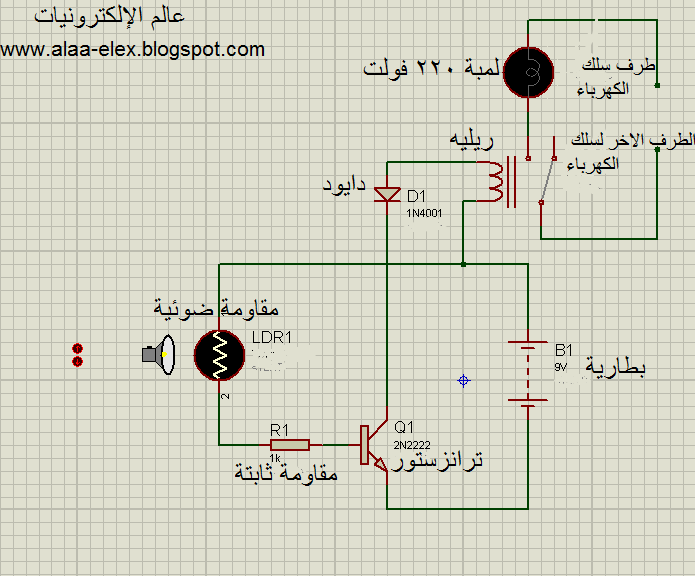 عالم الإلكترونيات
www.alaa-elex.blogspot.com
لمبة ٢٢٠ فولت
طرف سلك
الكهرباء
ريليه
الطرف الاخر لسلك
الكهرباء
دايود
D1
1N4001
مقاومة ضوئية
LDR1
2
B1
9V
بطارية
R1
1k
مقاومة ثابتة
Q1
2N2222
ترانزستور